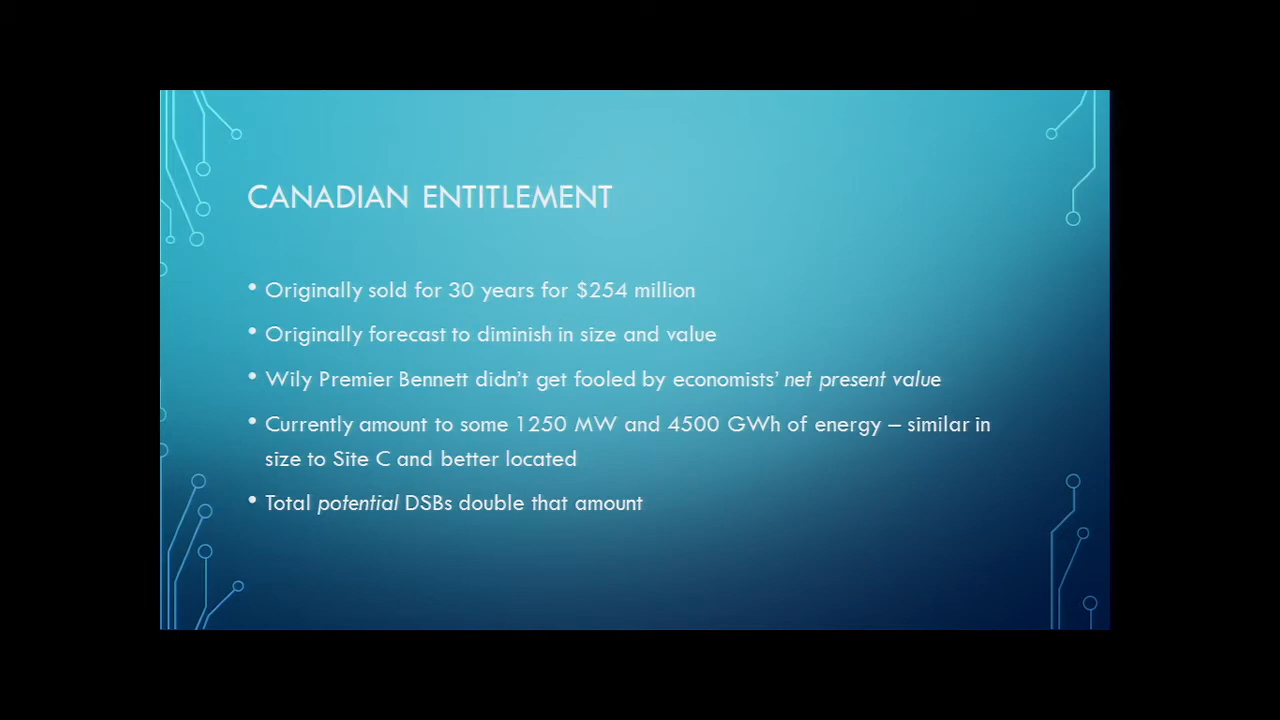 CANADIAN ENTITLEMENT
• Originally sold for 30 years for $254 million
• Originally forecast to diminish in size and value
• Wily Premier Bennett didn't get fooled by economists' net present value
• Currently amount to some 1250 MW and 4500 GWh of energy – similar in
size to Site C and better located
• Total potential DSBs double that amount